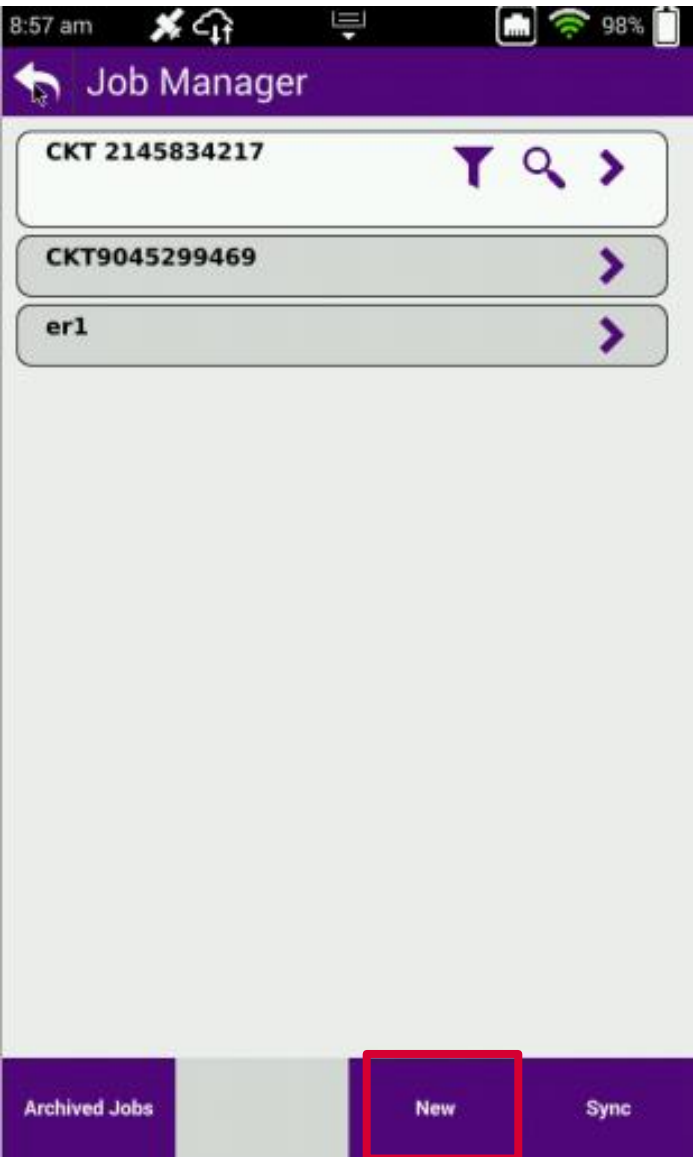 8:57 am 98%
Job Manager
CKT 2145834217
CKT9045299469
er1
Archived Jobs New Sync